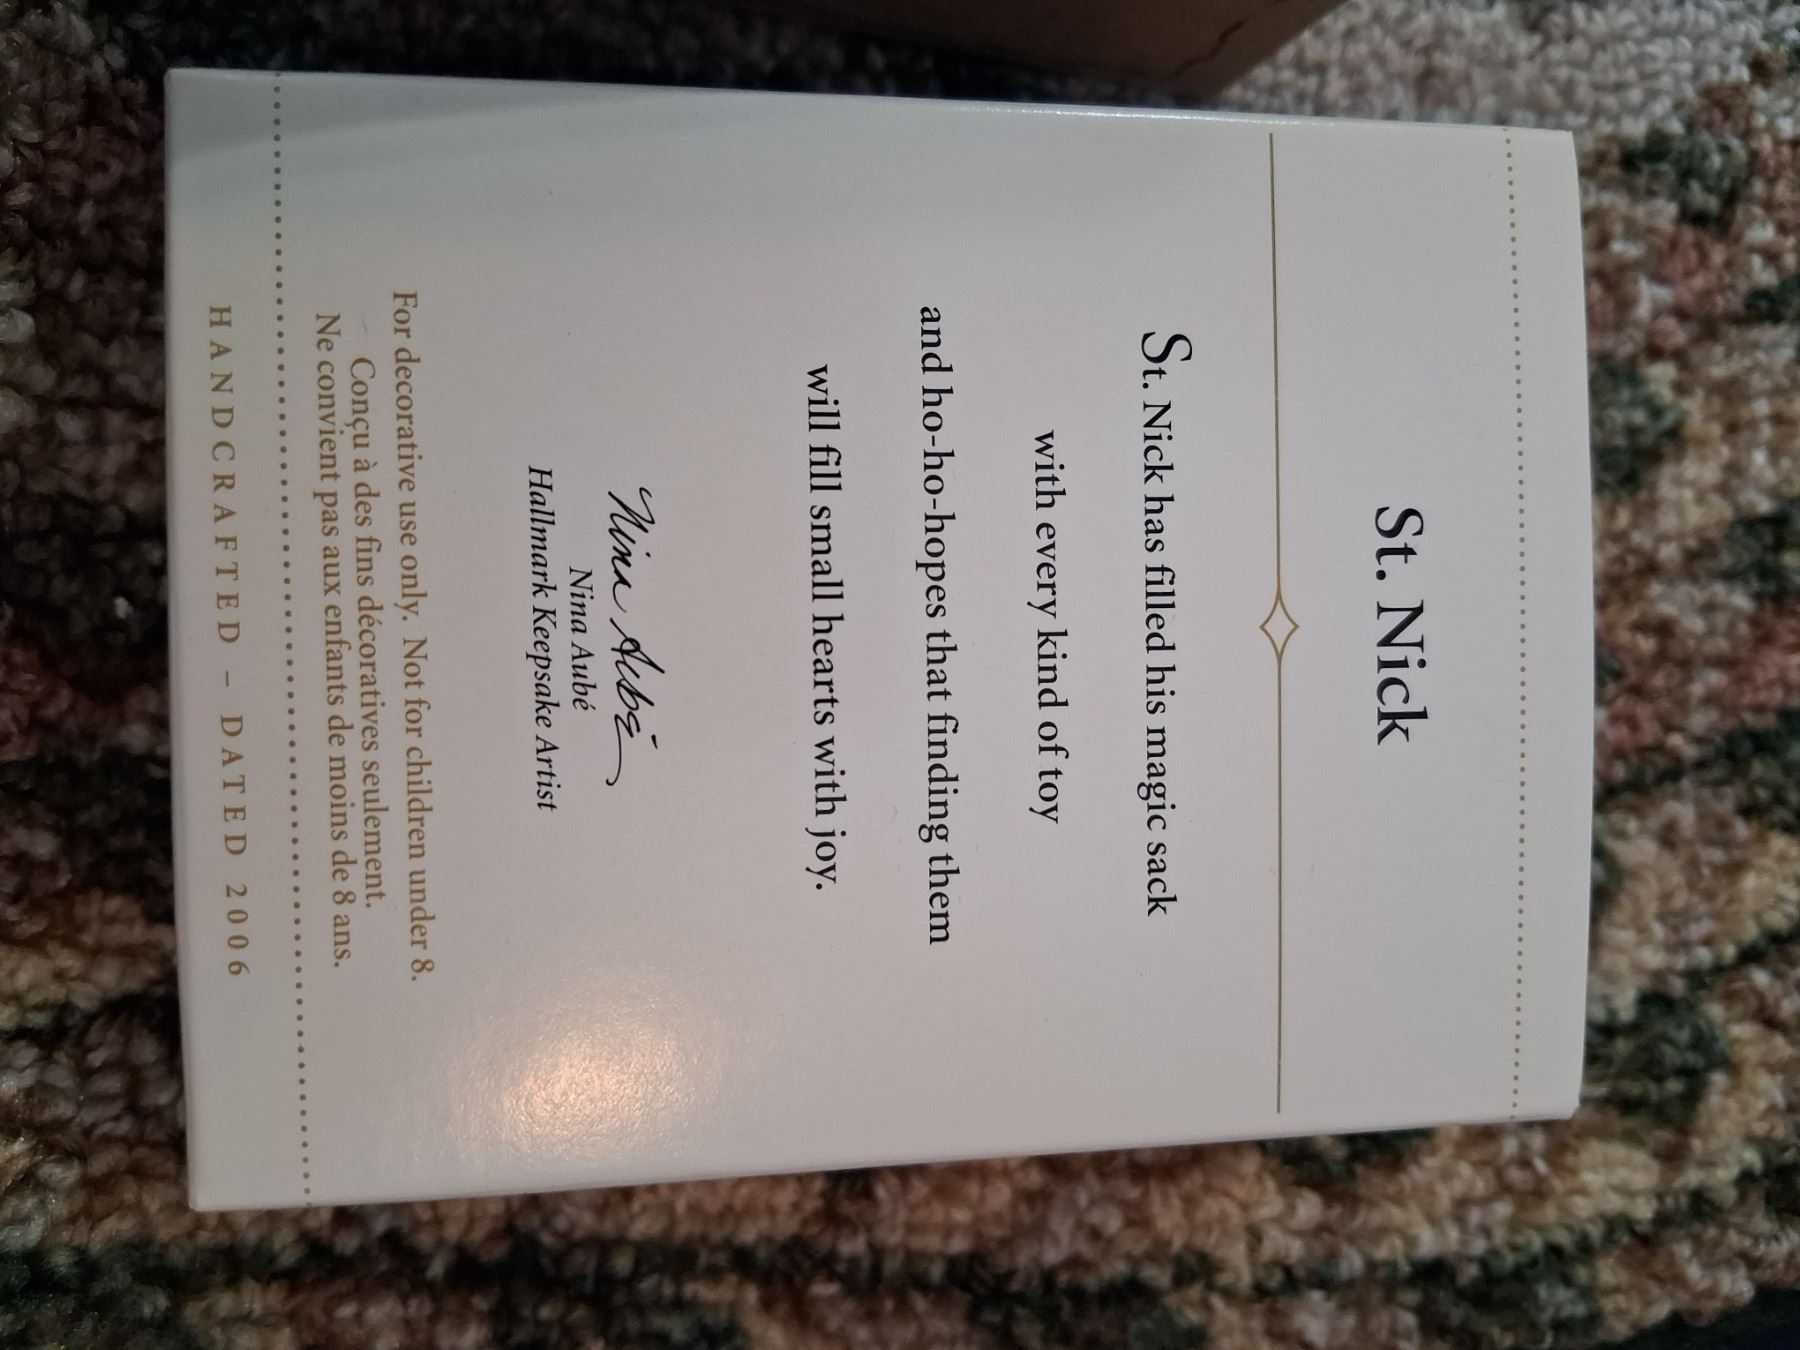 St. Nick
St. Nick has filled his magic sack
with every kind of toy
and ho-ho-ho-hopes that finding them
will fill small hearts with joy.
Nina Aubé
Nina Aubé
Hallmark Keepsake Artist
For decorative use only. Not for children under 8.
Conçu à des fins décoratives seulement.
Ne convient pas aux enfants de moins de 8 ans.
HANDCRAFTED – DATED 2006